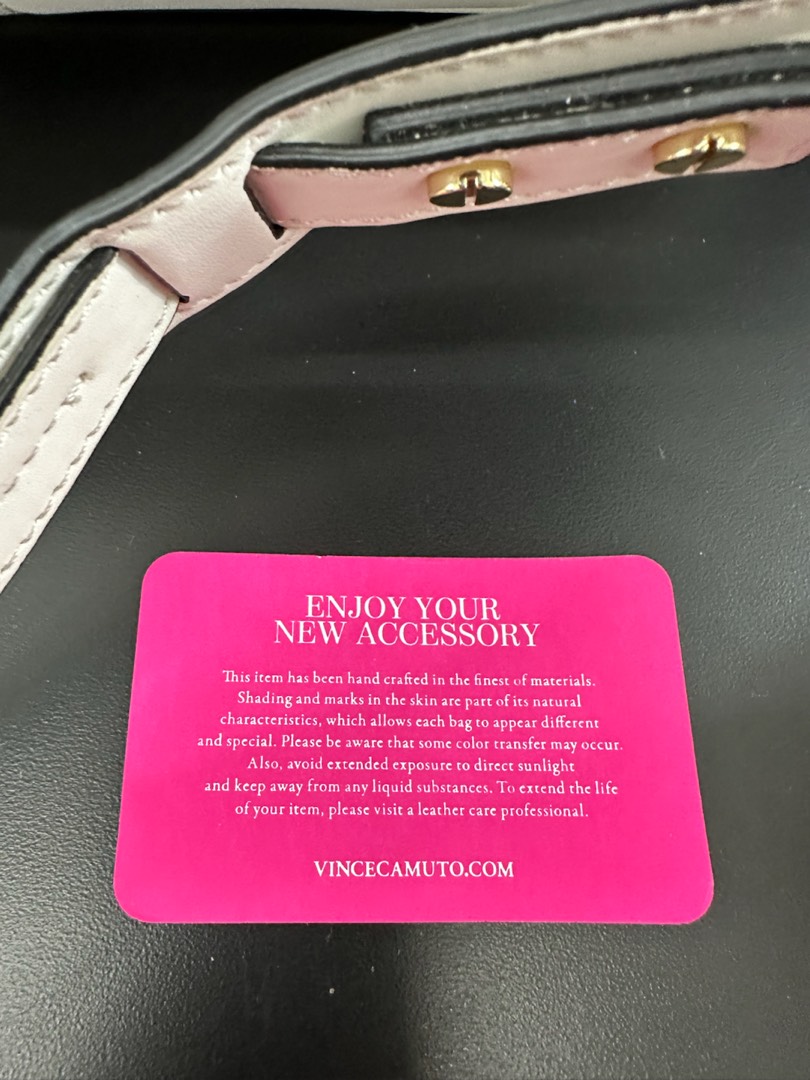 ENJOY YOUR
NEW ACCESSORY
This item has been hand crafted in the finest of materials.
Shading and marks in the skin are part of its natural
characteristics, which allows each bag to appear different
and special. Please be aware that some color transfer may occur.
Also, avoid extended exposure to direct sunlight
and keep away from any liquid substances. To extend the life
of your item, please visit a leather care professional.
VINCECAMUTO.COM